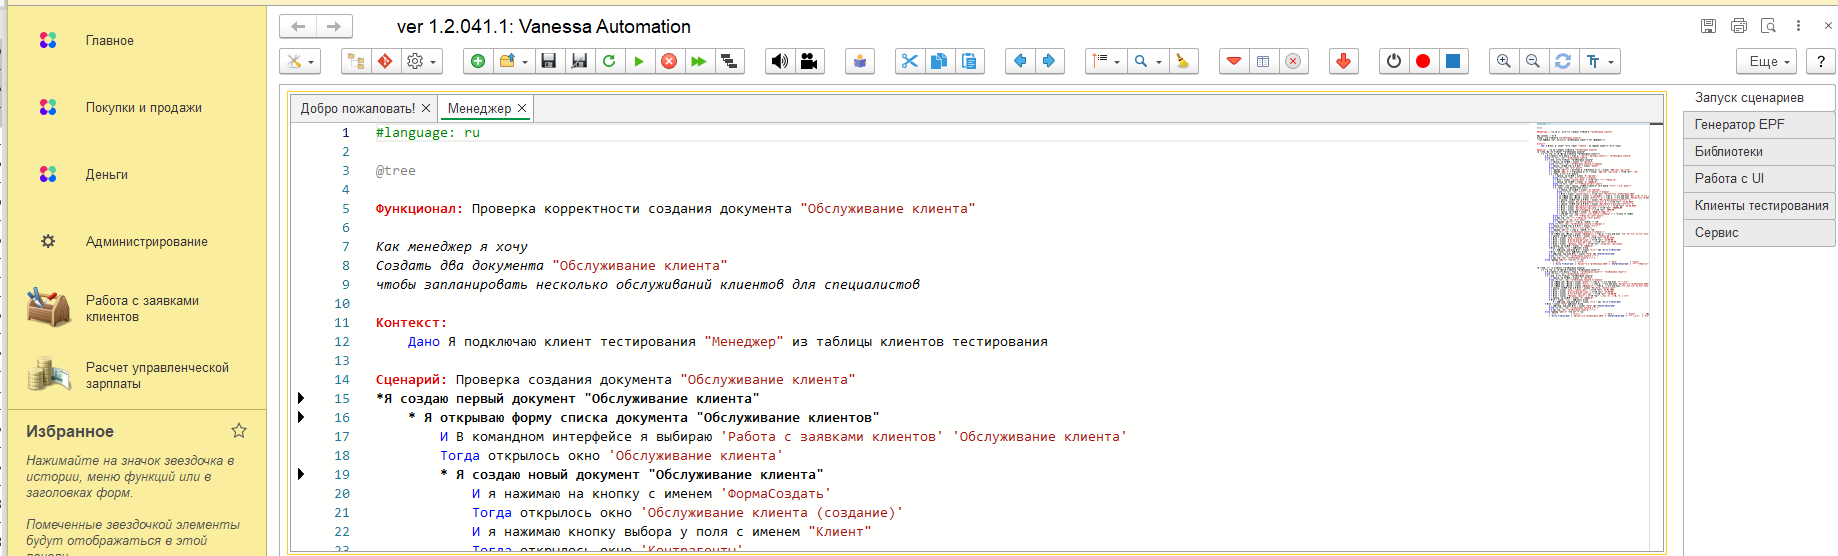 Главное
Покупки и продажи
Деньги
Администрирование
Работа с заявками
клиентов
Расчет управленческой
зарплаты
Избранное
Нажимайте на значок звездочка в
истории, меню функций или в
заголовках форм.
Помеченные звездочкой элементы
будут отображаться в этой
панели.
ver 1.2.041.1: Vanessa Automation
Еще
?
Добро пожаловать!
Менеджер
1 #language: ru
2
3 @tree
4
5 Функционал: Проверка корректности создания документа "Обслуживание клиента"
6
7 Как менеджер я хочу
8 Создать два документа "Обслуживание клиента"
9 чтобы запланировать несколько обслуживаний клиентов для специалистов
10
11 Контекст:
12 Дано Я подключаю клиент тестирования "Менеджер" из таблицы клиентов тестирования
13
14 Сценарий: Проверка создания документа "Обслуживание клиента"
15 *Я создаю первый документ "Обслуживание клиента"
16 * Я открываю форму списка документа "Обслуживание клиентов"
17 И В командном интерфейсе я выбираю 'Работа с заявками клиентов' 'Обслуживание клиента'
18 Тогда открылось окно 'Обслуживание клиента'
19 * Я создаю новый документ "Обслуживание клиента"
20 И я нажимаю на кнопку с именем 'ФормаСоздать'
21 Тогда открылось окно 'Обслуживание клиента (создание)'
22 И я нажимаю кнопку выбора у поля с именем "Клиент"
23 Тогда открылось окно 'Контрагенты'
Запуск сценариев
Генератор EPF
Библиотеки
Работа с UI
Клиенты тестирования
Сервис